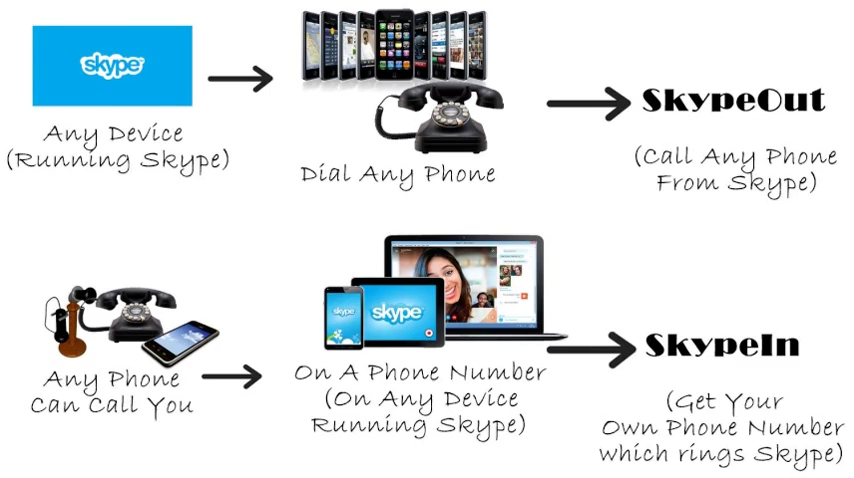 skype
Any Device
(Running Skype)
Dial Any Phone
SkypeOut
(Call Any Phone
From Skype)
Any Phone
Can Call You
skype
skype
On A Phone Number
(On Any Device
Running Skype)
SkypeIn
(Get Your
Own Phone Number
which rings Skype)